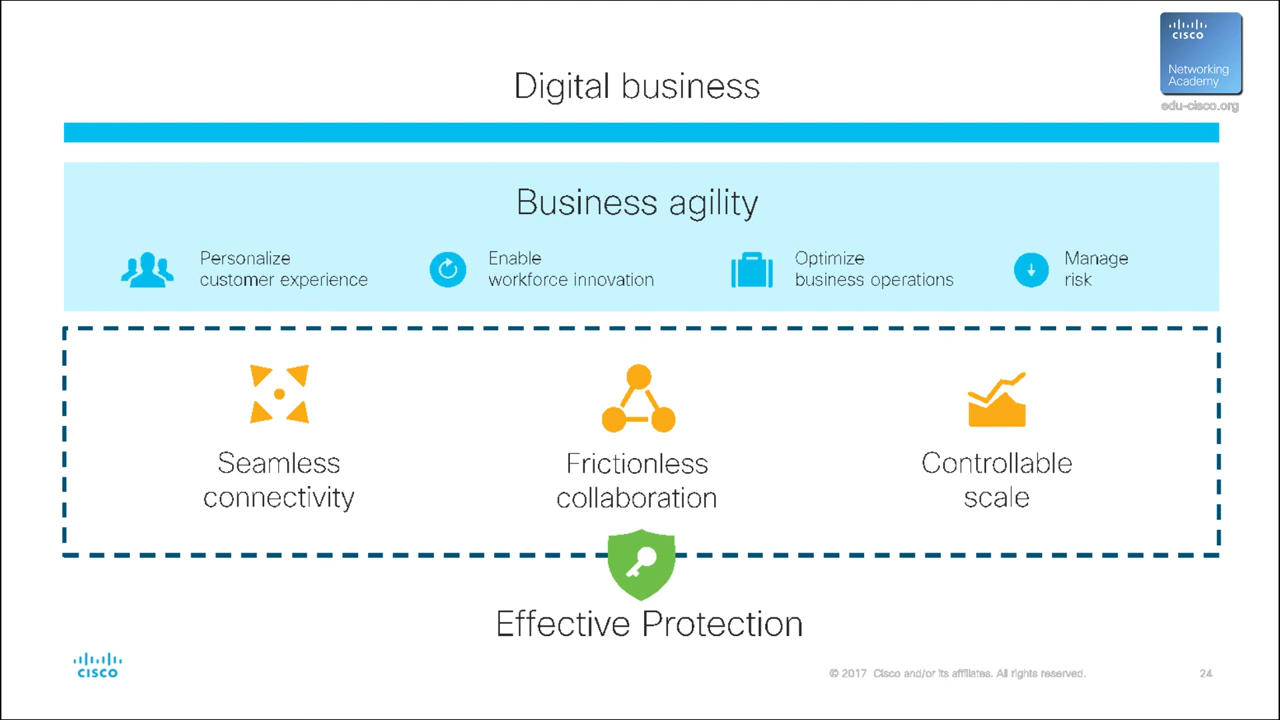 CISCO
Networking
Academy
edu-cisco.org
Digital business
Business agility
Personalize
customer experience
Enable
workforce innovation
Optimize
business operations
Manage
risk
Seamless
connectivity
Frictionless
collaboration
Controllable
scale
Effective Protection
CISCO
© 2017 Cisco and/or its affiliates. All rights reserved.
24